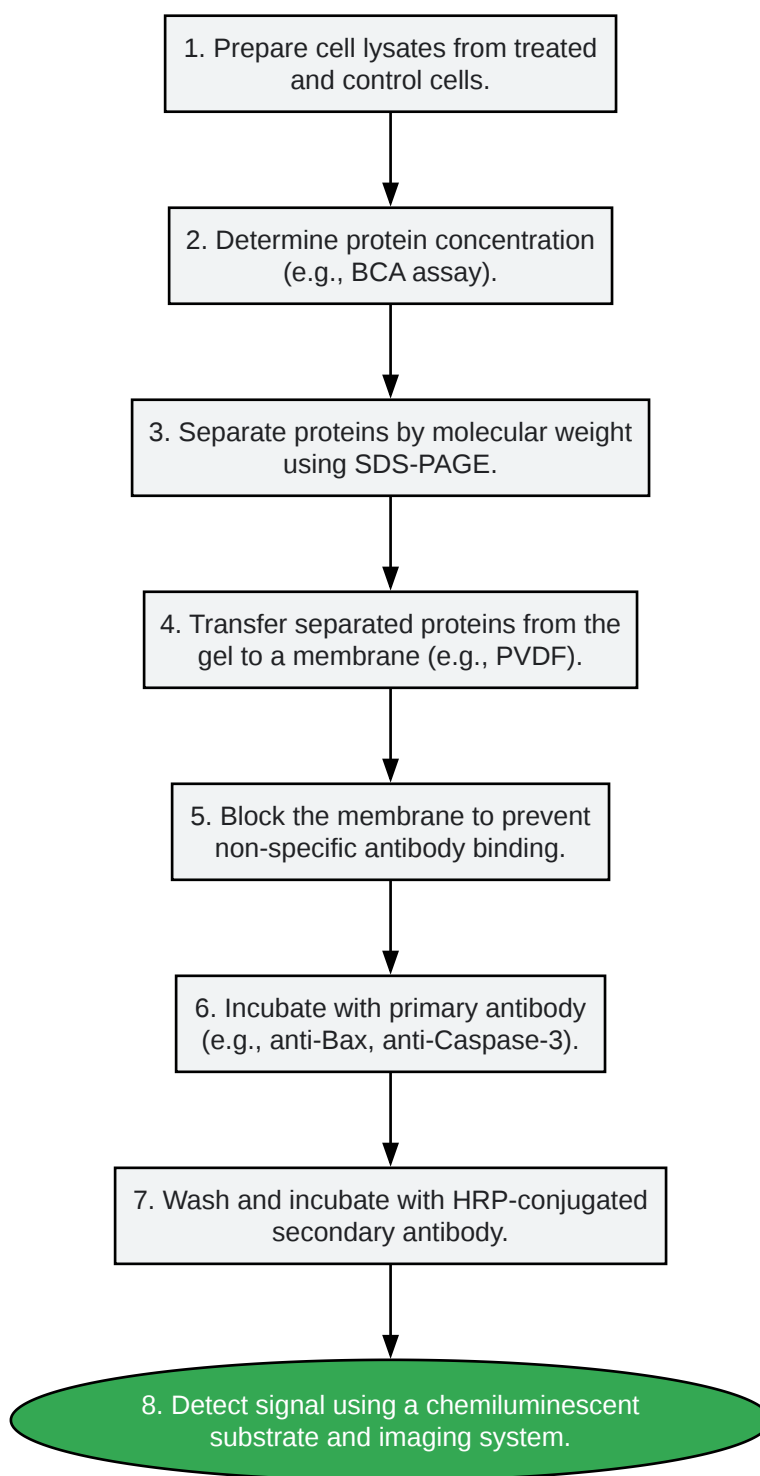 1. Prepare cell lysates from treated
and control cells.
2. Determine protein concentration
(e.g., BCA assay).
3. Separate proteins by molecular weight
using SDS-PAGE.
4. Transfer separated proteins from the
gel to a membrane (e.g., PVDF).
5. Block the membrane to prevent
non-specific antibody binding.
6. Incubate with primary antibody
(e.g., anti-Bax, anti-Caspase-3).
7. Wash and incubate with HRP-conjugated
secondary antibody.
8. Detect signal using a chemiluminescent
substrate and imaging system.